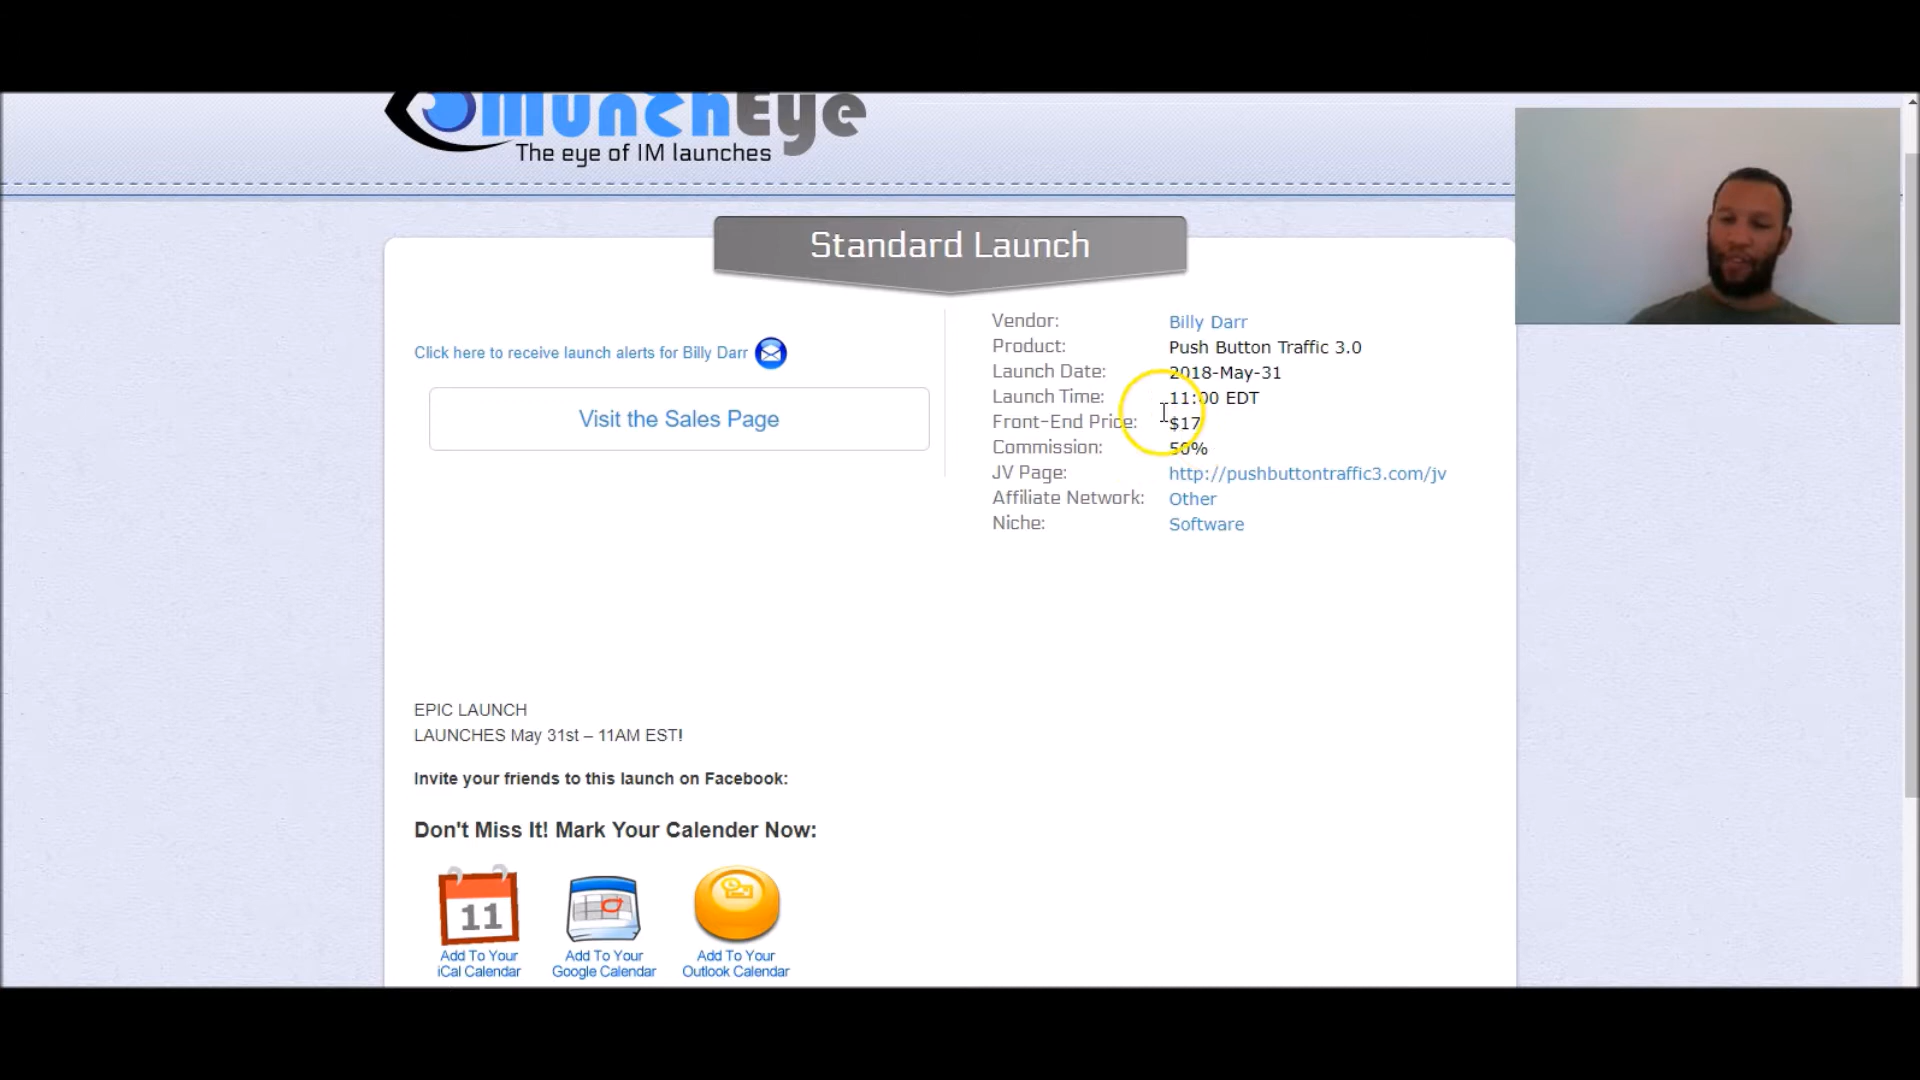 MunchEye
The eye of IM launches
Standard Launch
Click here to receive launch alerts for Billy Darr
Visit the Sales Page
Vendor: Billy Darr
Product: Push Button Traffic 3.0
Launch Date: 2018-May-31
Launch Time: 11:00 EDT
Front-End Price: $17
Commission: 50%
JV Page: http://pushbuttontraffic3.com/jv
Affiliate Network: Other
Niche: Software
EPIC LAUNCH
LAUNCHES May 31st – 11AM EST!
Invite your friends to this launch on Facebook:
Don't Miss It! Mark Your Calender Now:
11
Add To Your
iCal Calendar
Add To Your
Google Calendar
Add To Your
Outlook Calendar